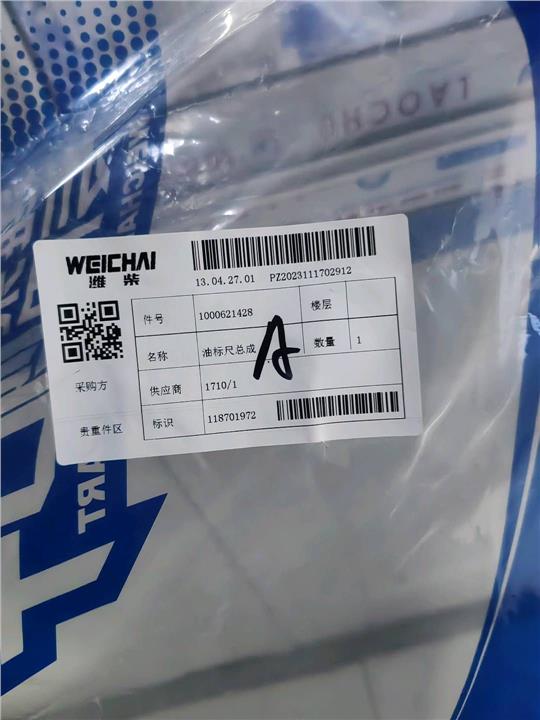 LAOCHU
WEICHAI
潍柴
13.04.27.01 PZ2023111702912
件号 1000621428 楼层
名称 油标尺总成 A 数量 1
采购方 供应商 1710/1
贵重件区 标识 118701972